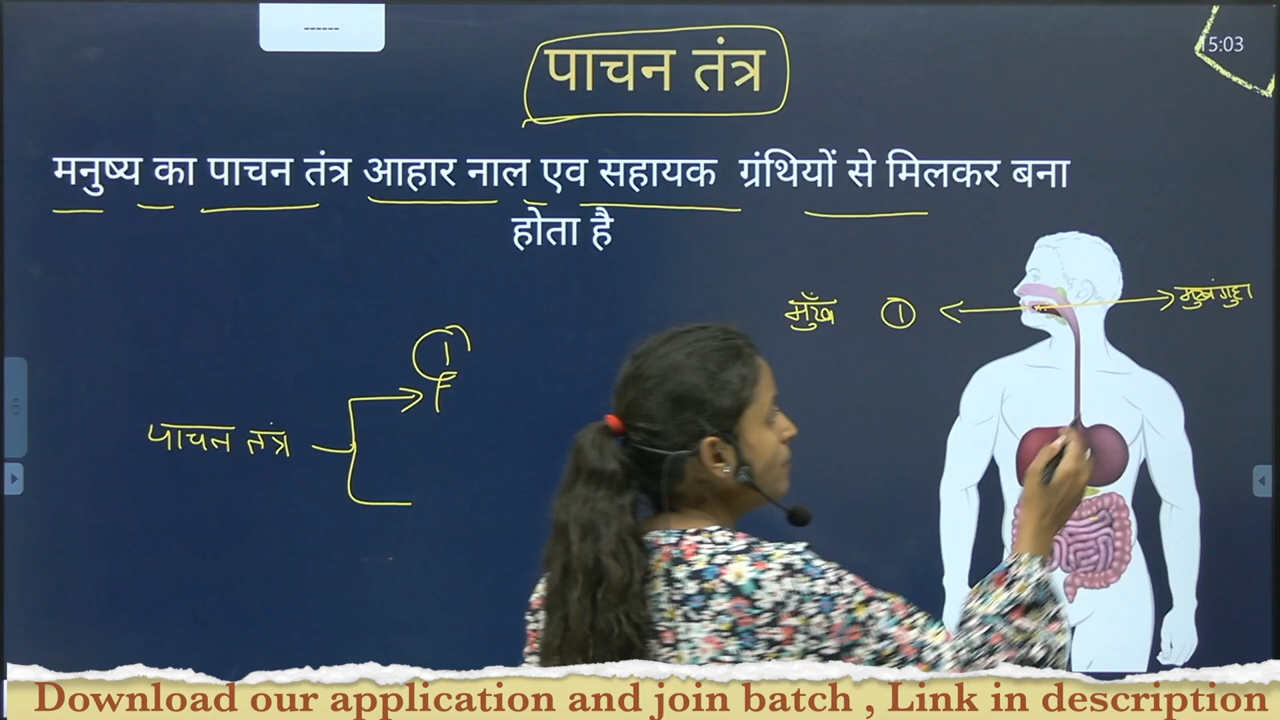 ------
15:03
पाचन तंत्र
मनुष्य का पाचन तंत्र आहार नाल एव सहायक ग्रंथियों से मिलकर बना
होता है
मुँख ① मुखंगुहा
①
पाचन तंत्र
Download our application and join batch , Link in description